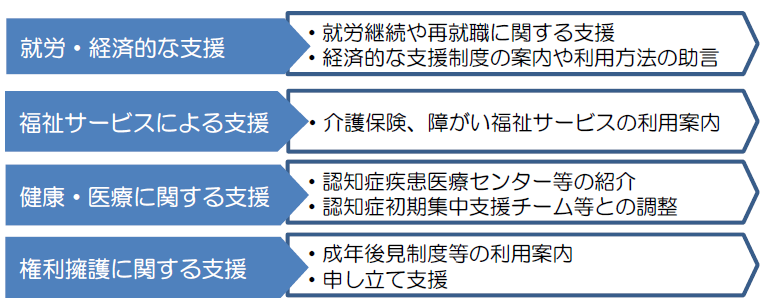 就労・経済的な支援
・就労継続や再就職に関する支援
・経済的な支援制度の案内や利用方法の助言
福祉サービスによる支援
・介護保険、障がい福祉サービスの利用案内
健康・医療に関する支援
・認知症疾患医療センター等の紹介
・認知症初期集中支援チーム等との調整
権利擁護に関する支援
・成年後見制度等の利用案内
・申し立て支援